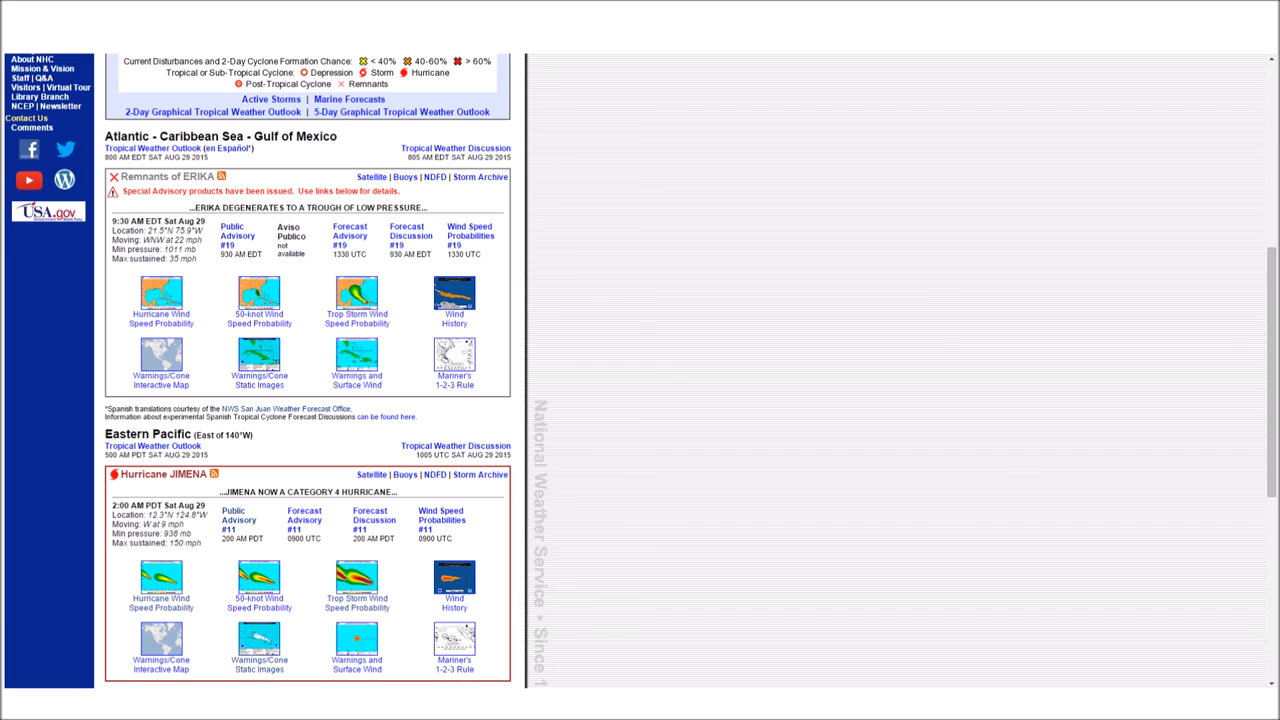 About NHC
Mission & Vision
Staff | Q&A
Visitors | Virtual Tour
Library Branch
NCEP | Newsletter
Contact Us
Comments
USA.gov
Current Disturbances and 2-Day Cyclone Formation Chance: < 40% 40-60% > 60%
Tropical or Sub-Tropical Cyclone: Depression Storm Hurricane
Post-Tropical Cyclone Remnants
Active Storms | Marine Forecasts
2-Day Graphical Tropical Weather Outlook | 5-Day Graphical Tropical Weather Outlook
Atlantic - Caribbean Sea - Gulf of Mexico
Tropical Weather Outlook (en Español*) Tropical Weather Discussion
800 AM EDT SAT AUG 29 2015 805 AM EDT SAT AUG 29 2015
Remnants of ERIKA Satellite | Buoys | NDFD | Storm Archive
Special Advisory products have been issued. Use links below for details.
...ERIKA DEGENERATES TO A TROUGH OF LOW PRESSURE...
9:30 AM EDT Sat Aug 29
Location: 21.5°N 75.9°W
Moving: WNW at 22 mph
Min pressure: 1011 mb
Max sustained: 35 mph
Public
Advisory
#19
930 AM EDT
Aviso
Publico
not
available
Forecast
Advisory
#19
1330 UTC
Forecast
Discussion
#19
930 AM EDT
Wind Speed
Probabilities
#19
1330 UTC
Hurricane Wind
Speed Probability
50-knot Wind
Speed Probability
Trop Storm Wind
Speed Probability
Wind
History
Warnings/Cone
Interactive Map
Warnings/Cone
Static Images
Warnings and
Surface Wind
Mariner's
1-2-3 Rule
*Spanish translations courtesy of the NWS San Juan Weather Forecast Office.
Information about experimental Spanish Tropical Cyclone Forecast Discussions can be found here.
Eastern Pacific (East of 140°W)
Tropical Weather Outlook Tropical Weather Discussion
500 AM PDT SAT AUG 29 2015 1005 UTC SAT AUG 29 2015
Hurricane JIMENA Satellite | Buoys | NDFD | Storm Archive
...JIMENA NOW A CATEGORY 4 HURRICANE...
2:00 AM PDT Sat Aug 29
Location: 12.3°N 124.8°W
Moving: W at 9 mph
Min pressure: 938 mb
Max sustained: 150 mph
Public
Advisory
#11
200 AM PDT
Forecast
Advisory
#11
0900 UTC
Forecast
Discussion
#11
200 AM PDT
Wind Speed
Probabilities
#11
0900 UTC
Hurricane Wind
Speed Probability
50-knot Wind
Speed Probability
Trop Storm Wind
Speed Probability
Wind
History
Warnings/Cone
Interactive Map
Warnings/Cone
Static Images
Warnings and
Surface Wind
Mariner's
1-2-3 Rule
National Weather Service • Since 1